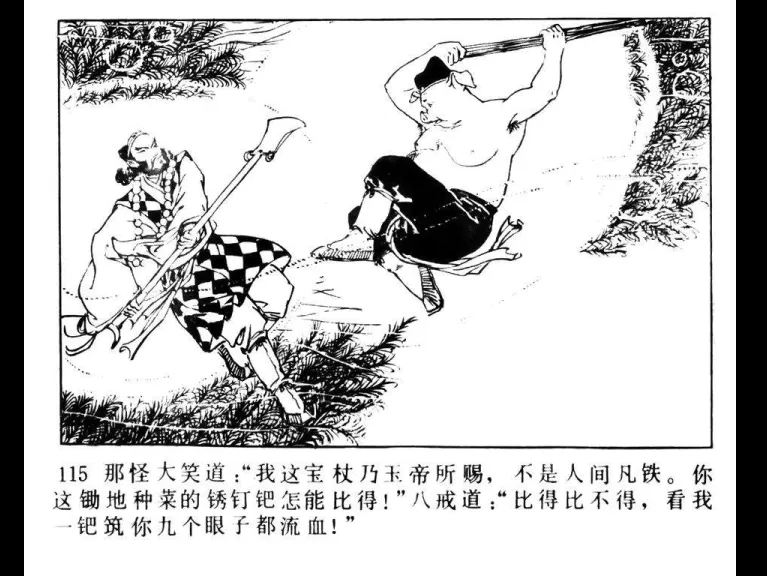 115 那怪大笑道：“我这宝杖乃玉帝所赐，不是人间凡铁。你
这锄地种菜的锈钉钯怎能比得！”八戒道：“比得比不得，看我
一钯筑你九个眼子都流血！”